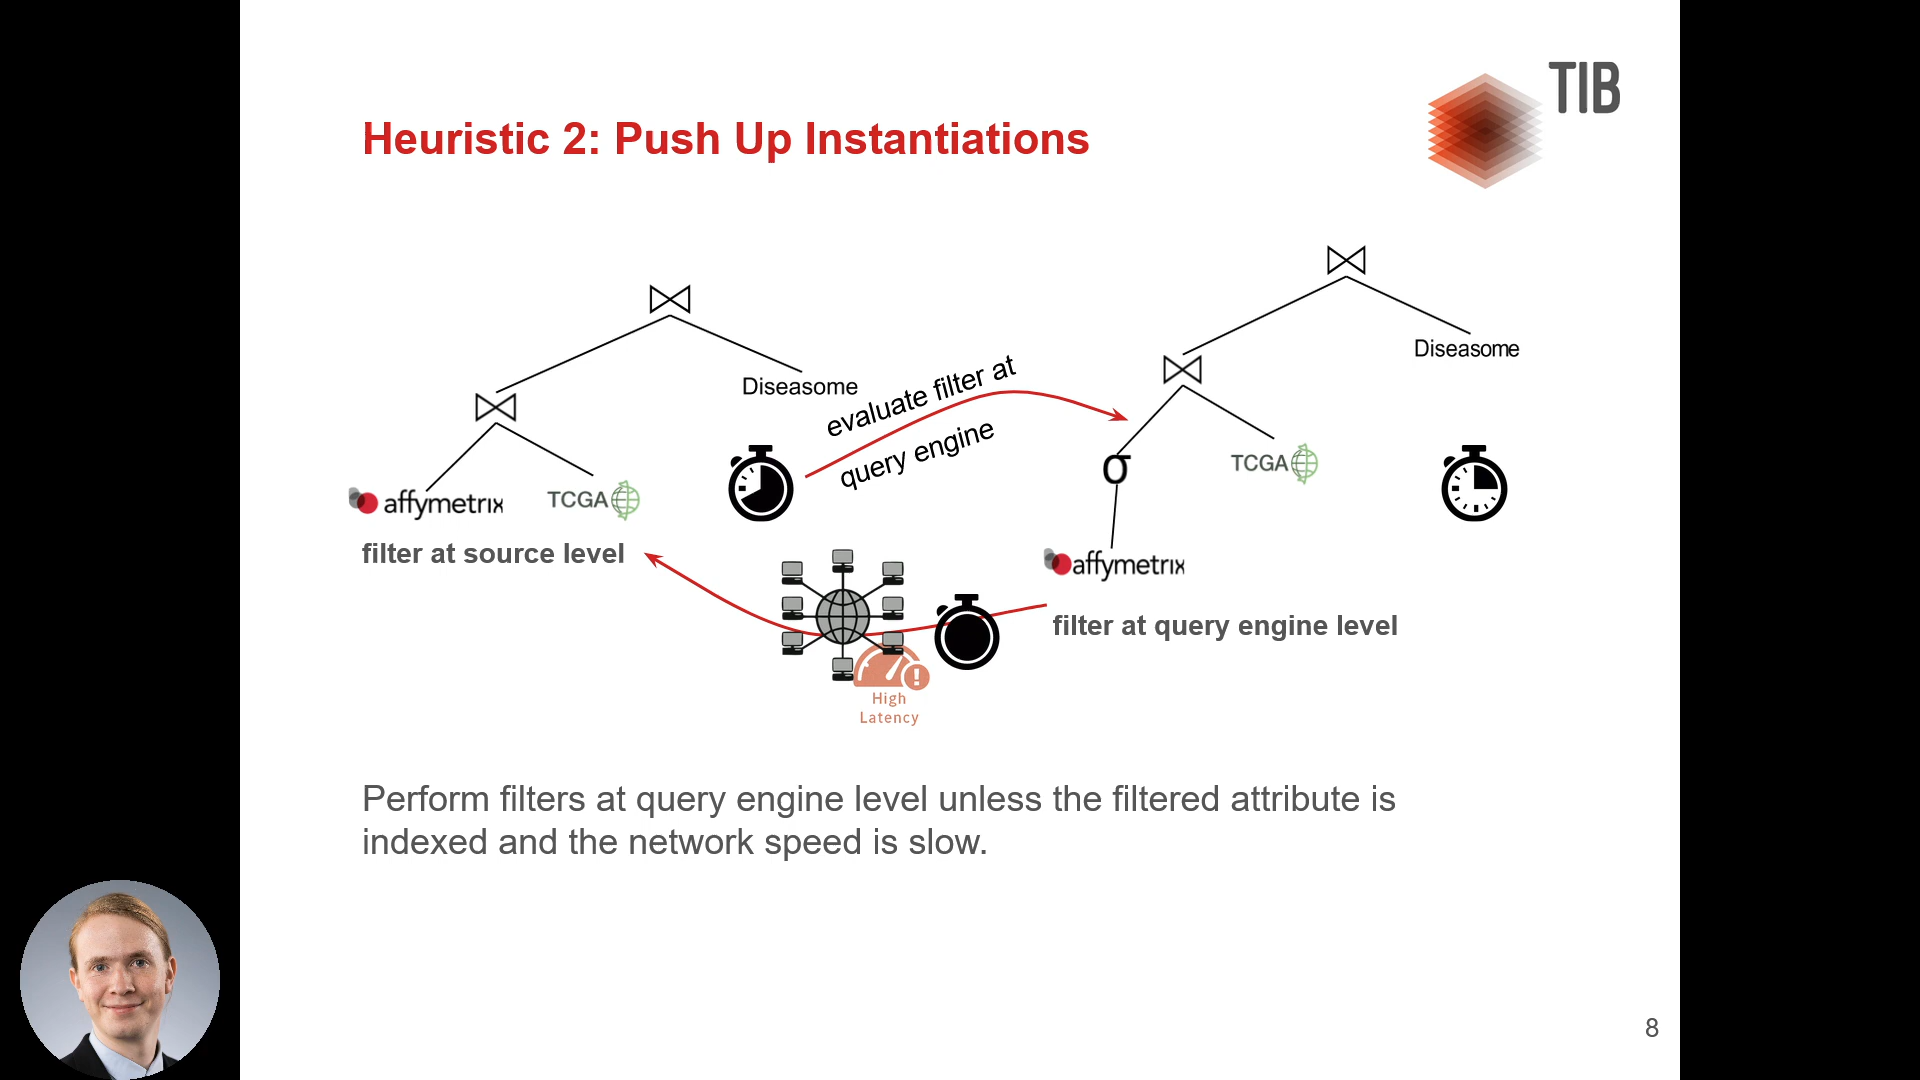 TIB
Heuristic 2: Push Up Instantiations
Diseasome
affymetrix
TCGA
filter at source level
evaluate filter at
query engine
Diseasome
σ
TCGA
affymetrix
filter at query engine level
!
High
Latency
Perform filters at query engine level unless the filtered attribute is
indexed and the network speed is slow.
8